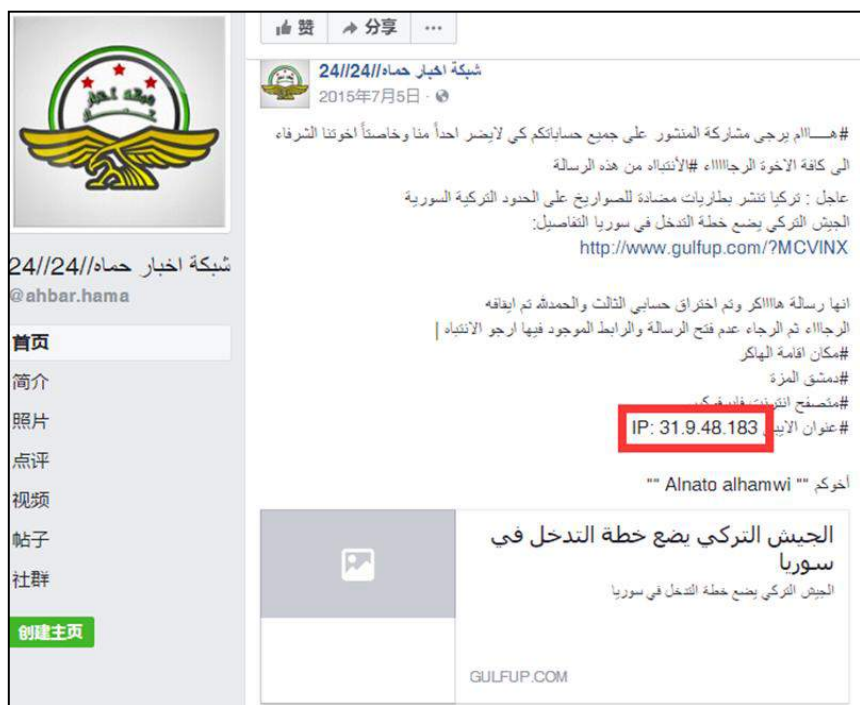 شبكة أخبار
赞
分享
...
شبكة اخبار حماه//24//24
2015年7月5日
#هـــــااام يرجى مشاركة المنشور على جميع حساباتكم كي لايضر احداً منا وخاصتاً اخوتنا الشرفاء
الى كافة الاخوة الرجااااااء #الأنتبااه من هذه الرسالة
عاجل : تركيا تنشر بطاريات مضادة للصواريخ على الحدود التركية السورية
الجيش التركي يضع خطة التدخل في سوريا التفاصيل:
http://www.gulfup.com/?MCVINX
انها رسالة هاااااكر وتم اختراق حسابي الثالث والحمدلله تم ايقافه
الرجااااء ثم الرجاء عدم فتح الرسالة والرابط الموجود فيها ارجو الانتباه |
#مكان اقامة الهاكر
#دمشق المزة
#متصفح انترنت
#عنوان الايبي IP: 31.9.48.183
أخوكم "" Alnato alhamwi ""
الجيش التركي يضع خطة التدخل في
سوريا
الجيش التركي يضع خطة التدخل في سوريا
GULFUP.COM
شبكة اخبار حماه//24//24
@ahbar.hama
首页
简介
照片
点评
视频
帖子
社群
创建主页